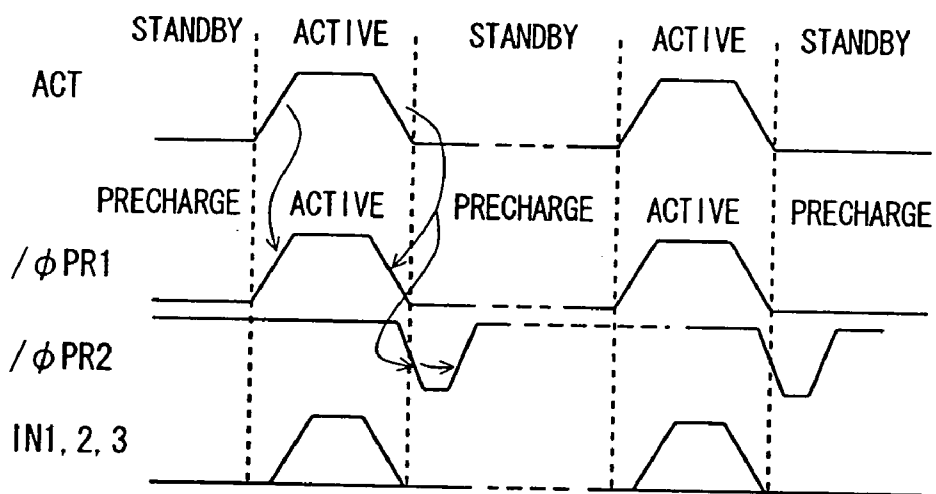 STANDBY ACTIVE STANDBY ACTIVE STANDBY
ACT
PRECHARGE ACTIVE PRECHARGE ACTIVE PRECHARGE
/φPR1
/φPR2
IN1, 2, 3